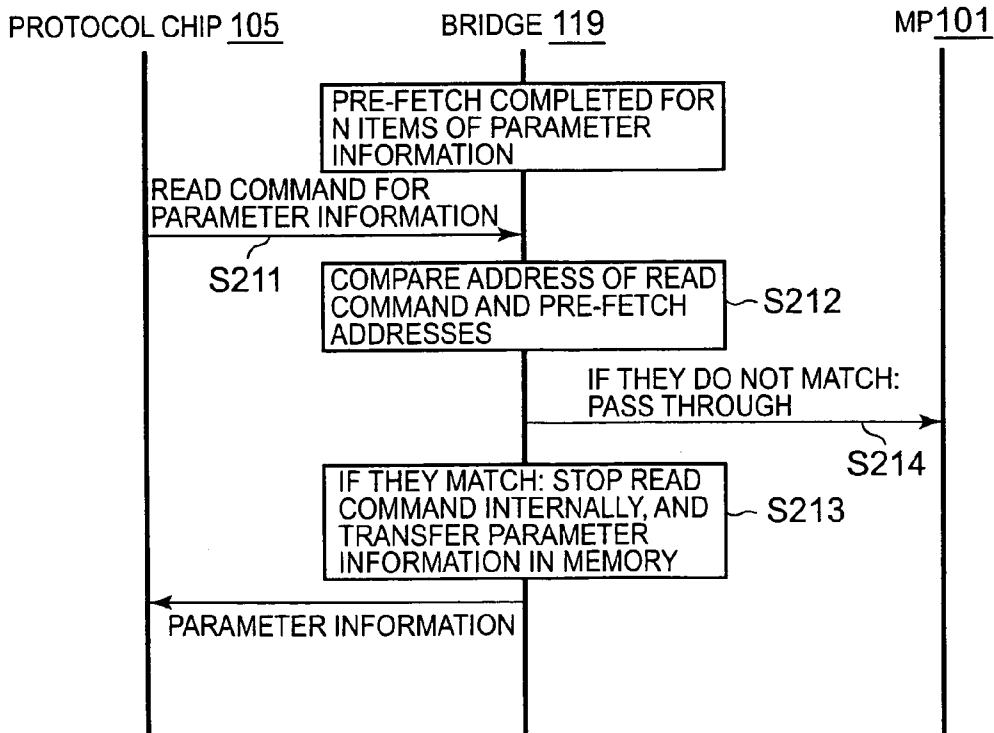 PROTOCOL CHIP 105 BRIDGE 119 MP101
PRE-FETCH COMPLETED FOR
N ITEMS OF PARAMETER
INFORMATION
READ COMMAND FOR
PARAMETER INFORMATION
S211
COMPARE ADDRESS OF READ
COMMAND AND PRE-FETCH
ADDRESSES
S212
IF THEY DO NOT MATCH:
PASS THROUGH
S214
IF THEY MATCH: STOP READ
COMMAND INTERNALLY, AND
TRANSFER PARAMETER
INFORMATION IN MEMORY
S213
PARAMETER INFORMATION